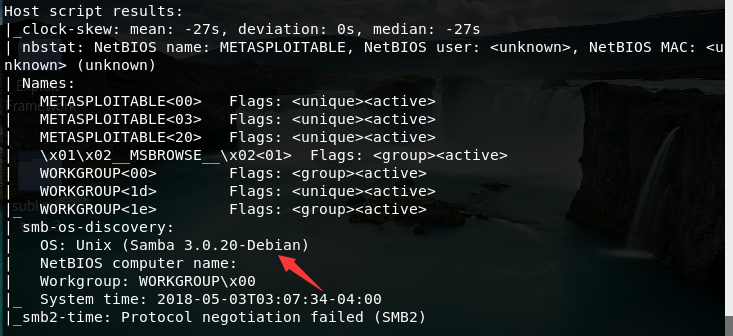 Host script results:
|_clock-skew: mean: -27s, deviation: 0s, median: -27s
| nbstat: NetBIOS name: METASPLOITABLE, NetBIOS user: <unknown>, NetBIOS MAC: <u
nknown> (unknown)
| Names:
|   METASPLOITABLE<00>   Flags: <unique><active>
|   METASPLOITABLE<03>   Flags: <unique><active>
|   METASPLOITABLE<20>   Flags: <unique><active>
|   \x01\x02__MSBROWSE__\x02<01>  Flags: <group><active>
|   WORKGROUP<00>        Flags: <group><active>
|   WORKGROUP<1d>        Flags: <unique><active>
|_  WORKGROUP<1e>        Flags: <group><active>
| smb-os-discovery:
|   OS: Unix (Samba 3.0.20-Debian)
|   NetBIOS computer name:
|   Workgroup: WORKGROUP\x00
|_  System time: 2018-05-03T03:07:34-04:00
|_smb2-time: Protocol negotiation failed (SMB2)